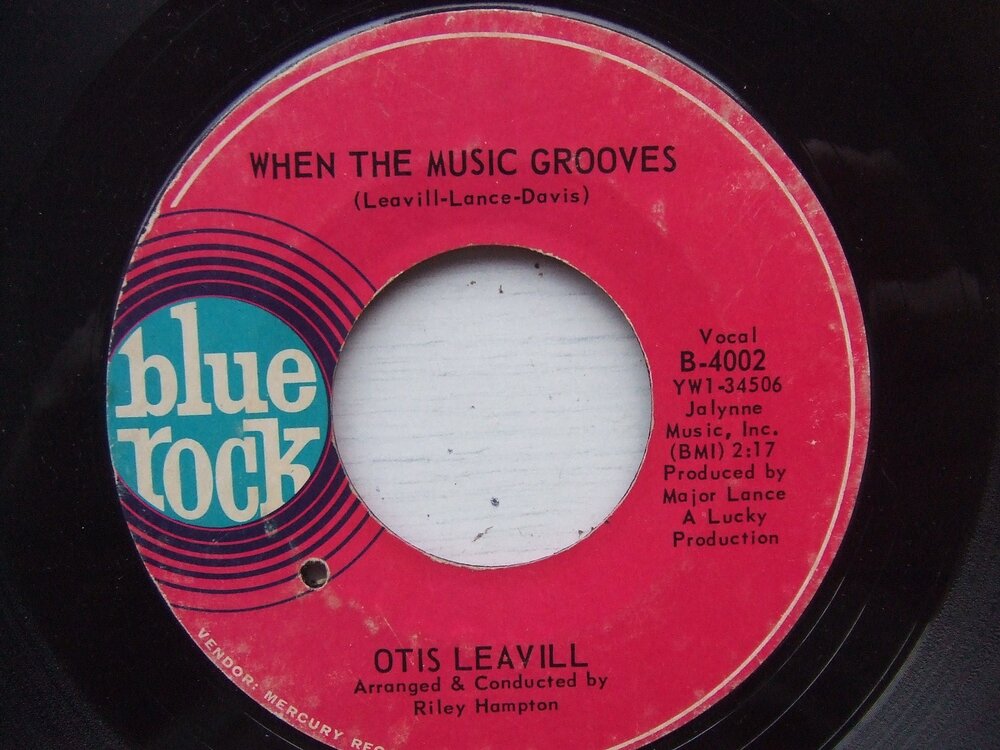 WHEN THE MUSIC GROOVES
(Leavill-Lance-Davis)
blue
rock
Vocal
B-4002
YW1-34506
Jalynne
Music, Inc.
(BMI) 2:17
Produced by
Major Lance
A Lucky
Production
OTIS LEAVILL
Arranged & Conducted by
Riley Hampton
VENDOR: MERCURY